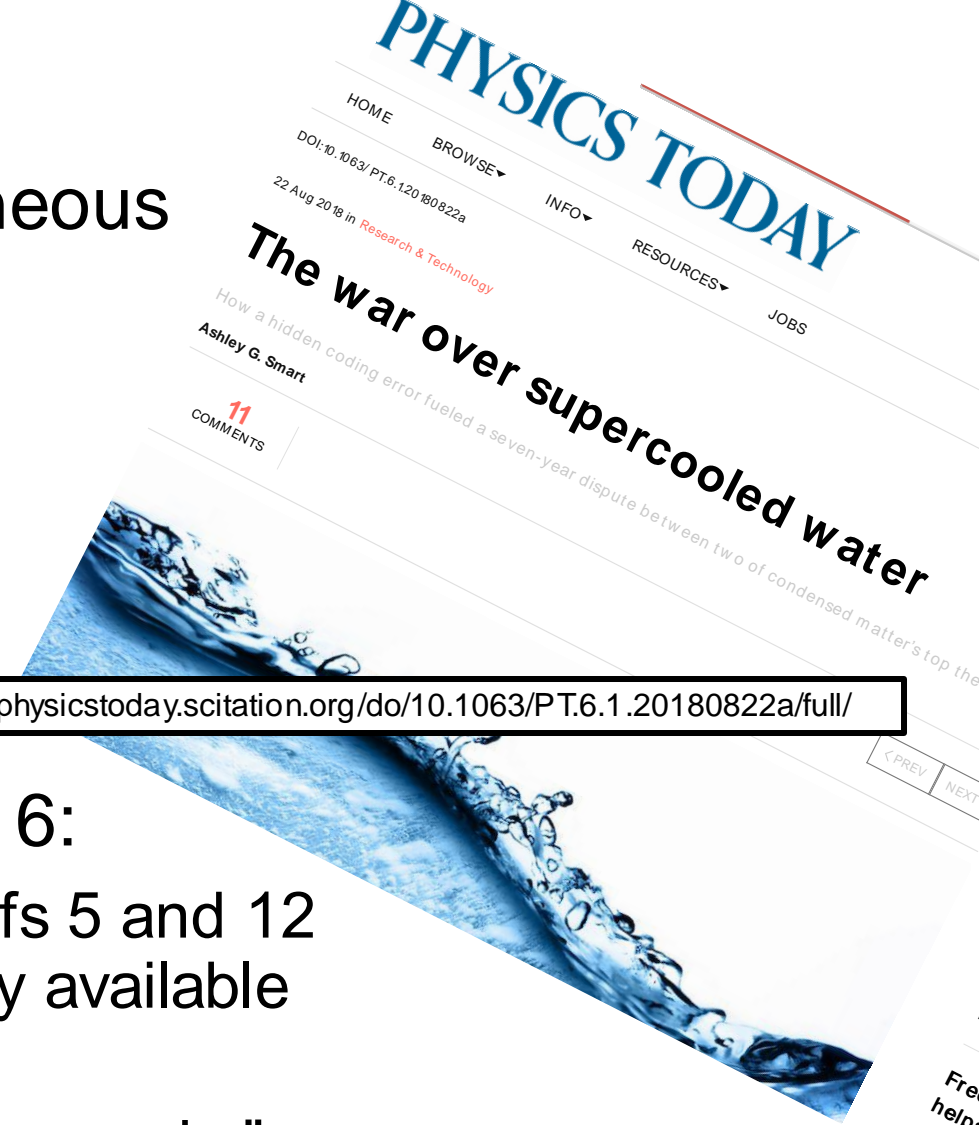 PHYSICS TODAY
HOME BROWSE▾ INFO▾ RESOURCES▾ JOBS
DOI:10.1063/PT.6.1.20180822a
22 Aug 2018 in Research & Technology
The war over supercooled water
How a hidden coding error fueled a seven-year dispute between two of condensed matter's top the
Ashley G. Smart
11
COMMENTS
neous
physicstoday.scitation.org/do/10.1063/PT.6.1.20180822a/full/
< PREV NEXT
6:
fs 5 and 12
y available
Fre
help